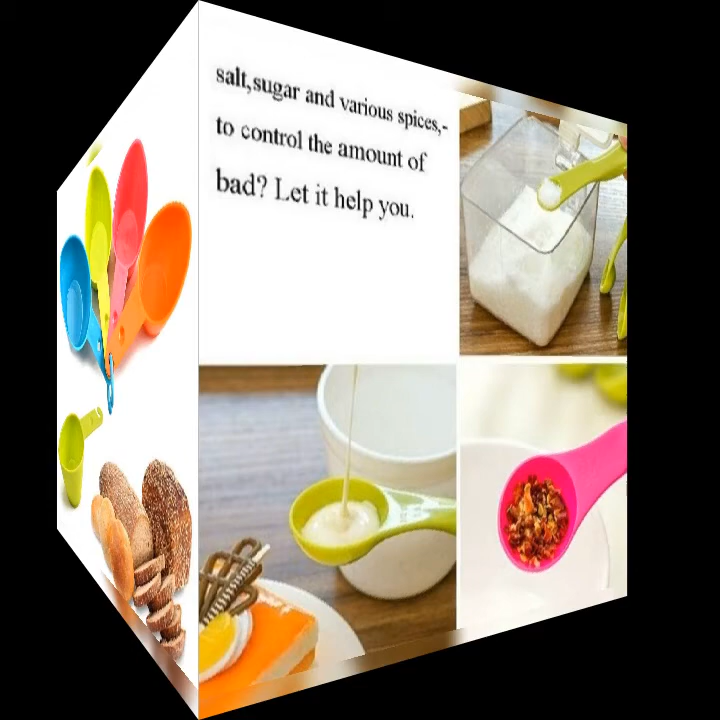 salt,sugar and various spices,-
to control the amount of
bad? Let it help you.